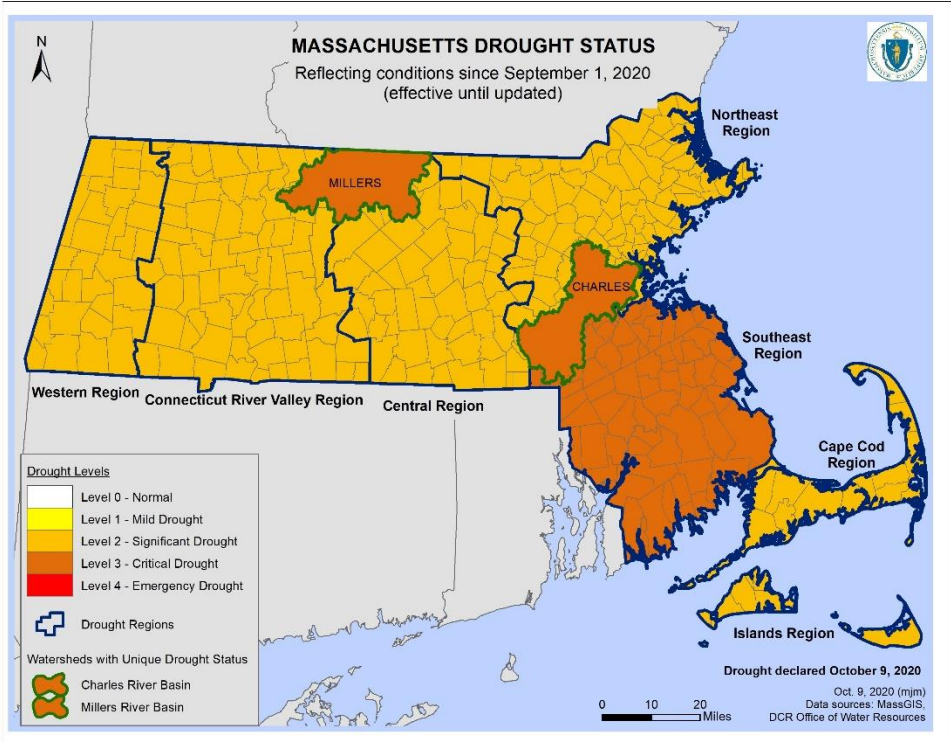 N
MASSACHUSETTS DROUGHT STATUS
Reflecting conditions since September 1, 2020
(effective until updated)
Northeast
Region
MILLERS
CHARLES
Southeast
Region
Western Region
Connecticut River Valley Region
Central Region
Cape Cod
Region
Drought Levels
Level 0 - Normal
Level 1 - Mild Drought
Level 2 - Significant Drought
Level 3 - Critical Drought
Level 4 - Emergency Drought
Drought Regions
Watersheds with Unique Drought Status
Charles River Basin
Millers River Basin
Islands Region
Drought declared October 9, 2020
Oct. 9, 2020 (mjm)
Data sources: MassGIS,
DCR Office of Water Resources
0 10 20
Miles